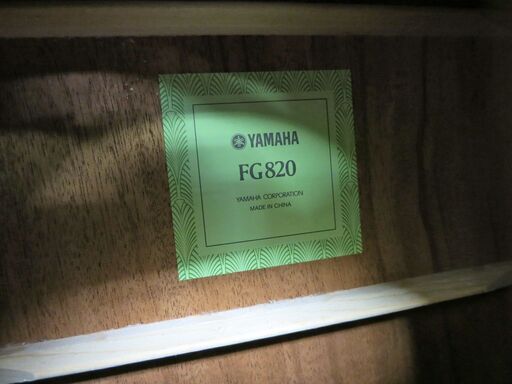 YAMAHA
FG820
YAMAHA CORPORATION
MADE IN CHINA